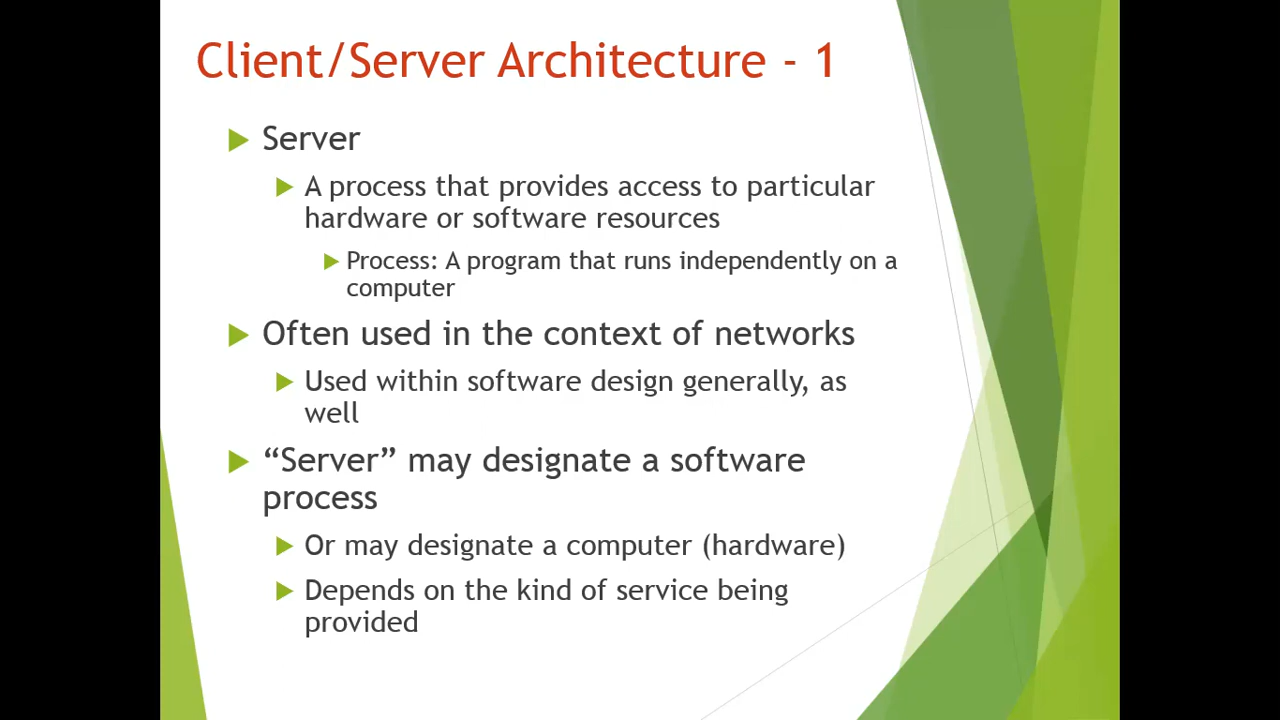 Client/Server Architecture - 1
Server
A process that provides access to particular
hardware or software resources
Process: A program that runs independently on a
computer
Often used in the context of networks
Used within software design generally, as
well
“Server” may designate a software
process
Or may designate a computer (hardware)
Depends on the kind of service being
provided